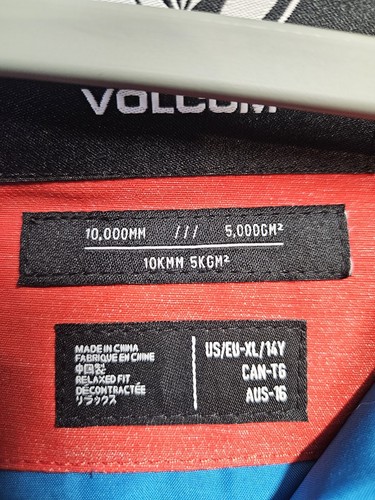 VOLCOM
10,000MM /// 5,000GM²
10KMM 5KGM²
MADE IN CHINA
FABRIQUE EN CHINE
中国製
RELAXED FIT
DÉCONTRACTÉE
リラックス
US/EU-XL/14Y
CAN-TG
AUS-16